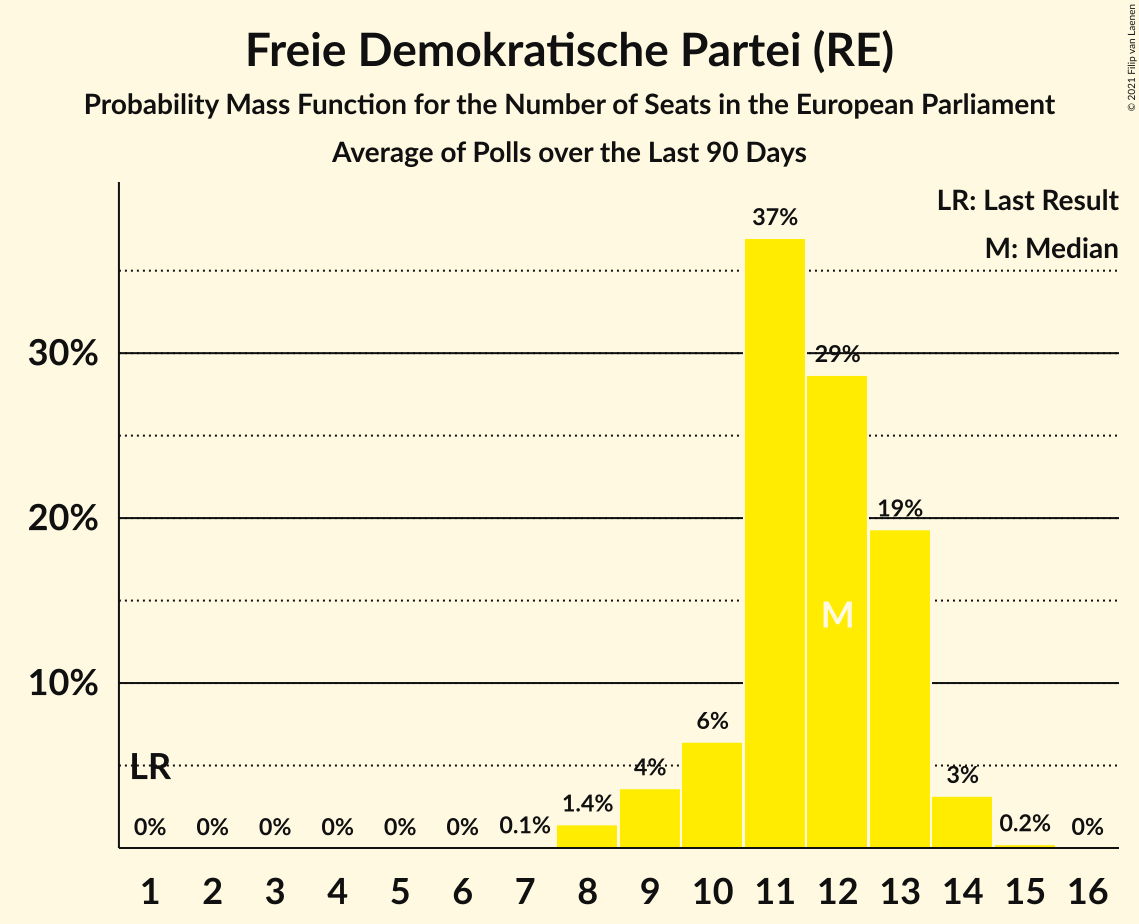 Freie Demokratische Partei (RE)
Probability Mass Function for the Number of Seats in the European Parliament
Average of Polls over the Last 90 Days
© 2021 Filip van Laenen
LR: Last Result
M: Median
37%
30%
29%
20%
19%
M
10%
6%
LR
4%
3%
1.4%
0% 0% 0% 0% 0% 0% 0.1% 0.2% 0%
1 2 3 4 5 6 7 8 9 10 11 12 13 14 15 16